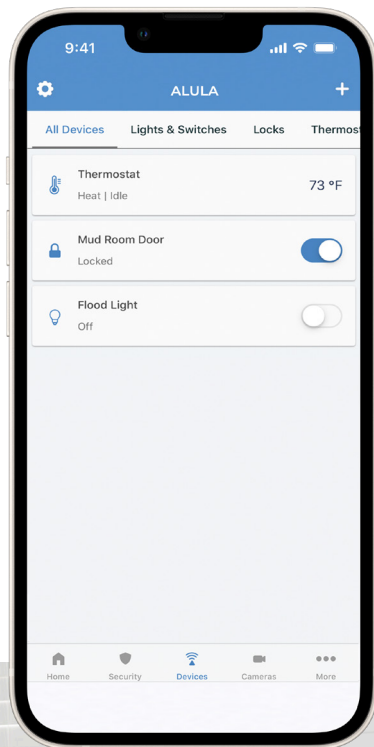 9:41
ALULA
All Devices Lights & Switches Locks Thermos
Thermostat
Heat | Idle
73 °F
Mud Room Door
Locked
Flood Light
Off
Home Security Devices Cameras More